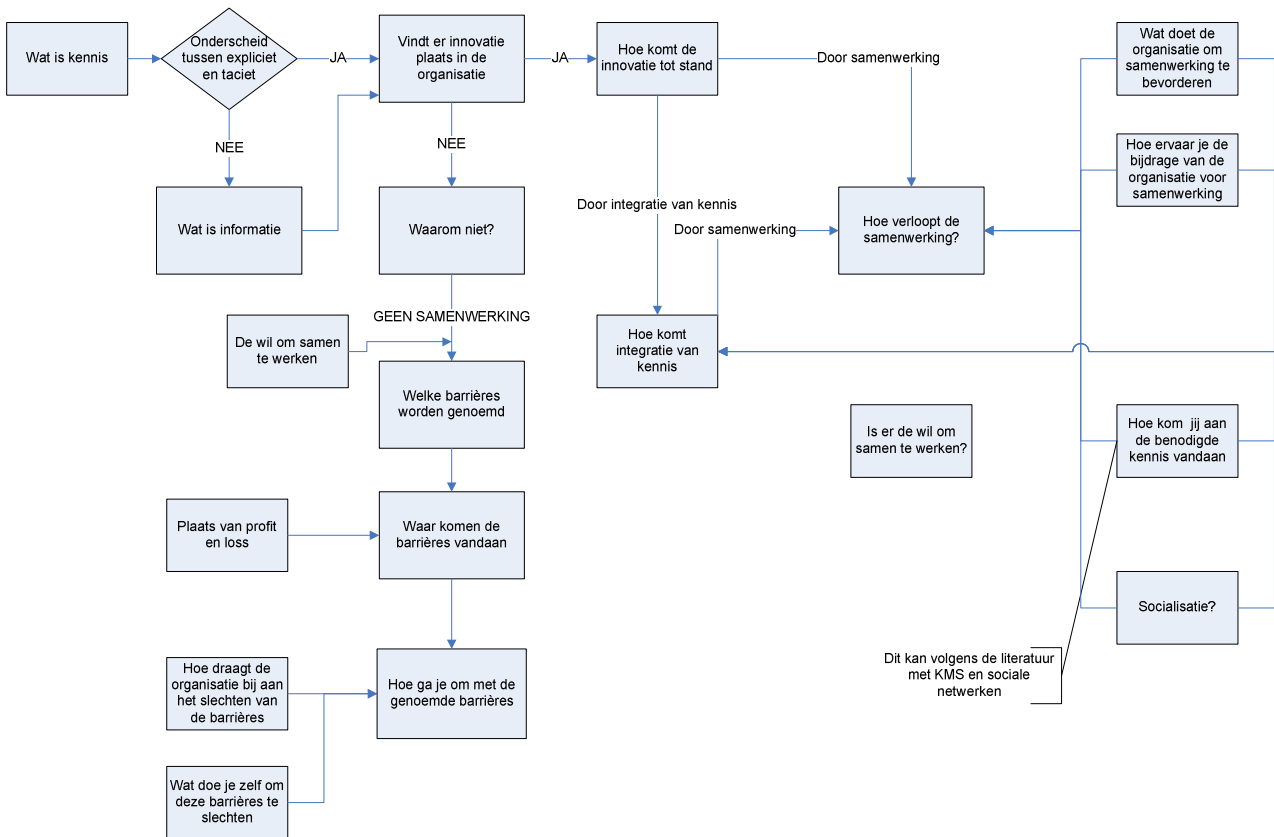 Wat is kennis
Onderscheid
tussen expliciet
en taciet
JA
Vindt er innovatie
plaats in de
organisatie
JA
Hoe komt de
innovatie tot stand
Door samenwerking
Wat doet de
organisatie om
samenwerking te
bevorderen
NEE
NEE
Hoe ervaar je de
bijdrage van de
organisatie voor
samenwerking
Wat is informatie
Waarom niet?
Door integratie van kennis
Door samenwerking
Hoe verloopt de
samenwerking?
GEEN SAMENWERKING
De wil om samen
te werken
Hoe komt
integratie van
kennis
Welke barrières
worden genoemd
Is er de wil om
samen te werken?
Hoe kom  jij aan
de benodigde
kennis vandaan
Plaats van profit
en loss
Waar komen de
barrières vandaan
Socialisatie?
Hoe draagt de
organisatie bij aan
het slechten van
de barrières
Hoe ga je om met de
genoemde barrières
Dit kan volgens de literatuur
met KMS en sociale
netwerken
Wat doe je zelf om
deze barrières te
slechten